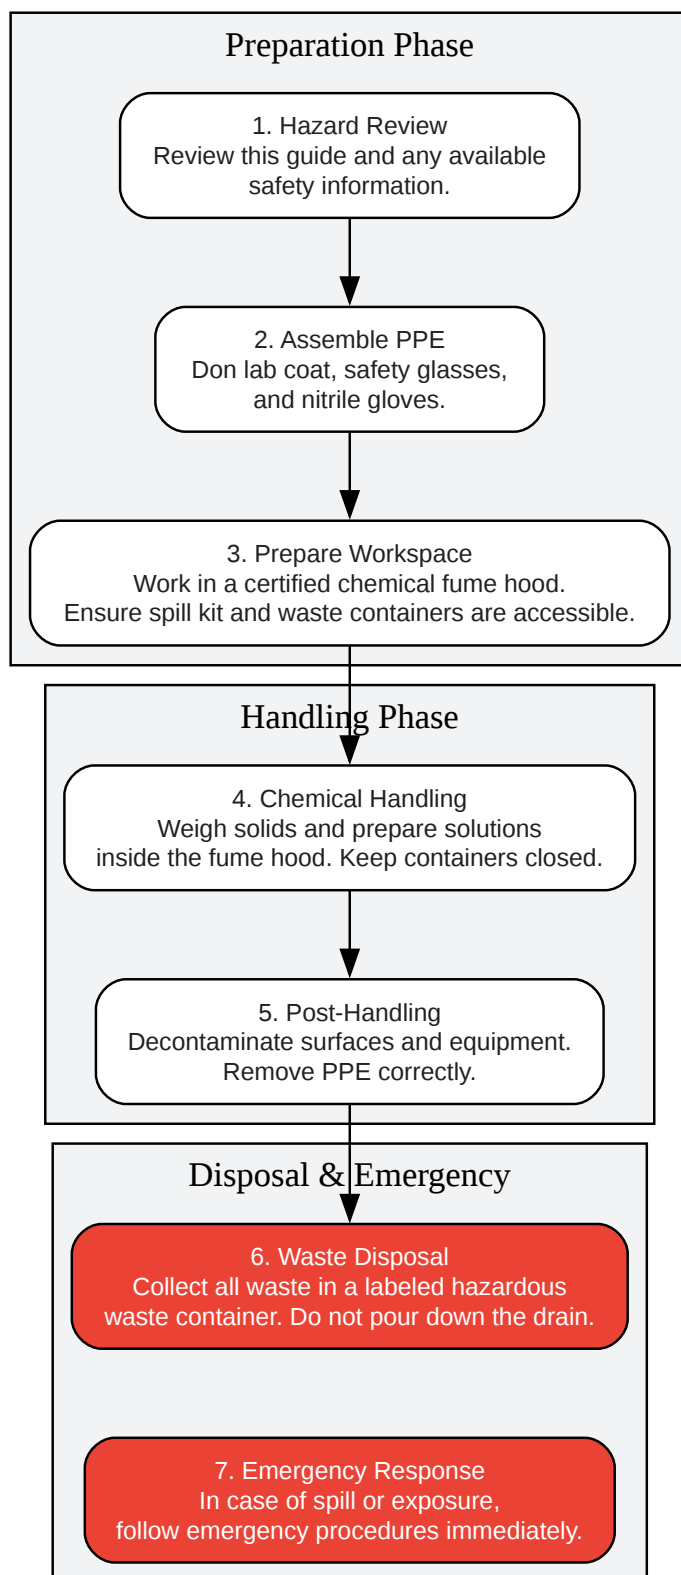 Preparation Phase
1. Hazard Review
Review this guide and any available
safety information.
2. Assemble PPE
Don lab coat, safety glasses,
and nitrile gloves.
3. Prepare Workspace
Work in a certified chemical fume hood.
Ensure spill kit and waste containers are accessible.
Handling Phase
4. Chemical Handling
Weigh solids and prepare solutions
inside the fume hood. Keep containers closed.
5. Post-Handling
Decontaminate surfaces and equipment.
Remove PPE correctly.
Disposal & Emergency
6. Waste Disposal
Collect all waste in a labeled hazardous
waste container. Do not pour down the drain.
7. Emergency Response
In case of spill or exposure,
follow emergency procedures immediately.